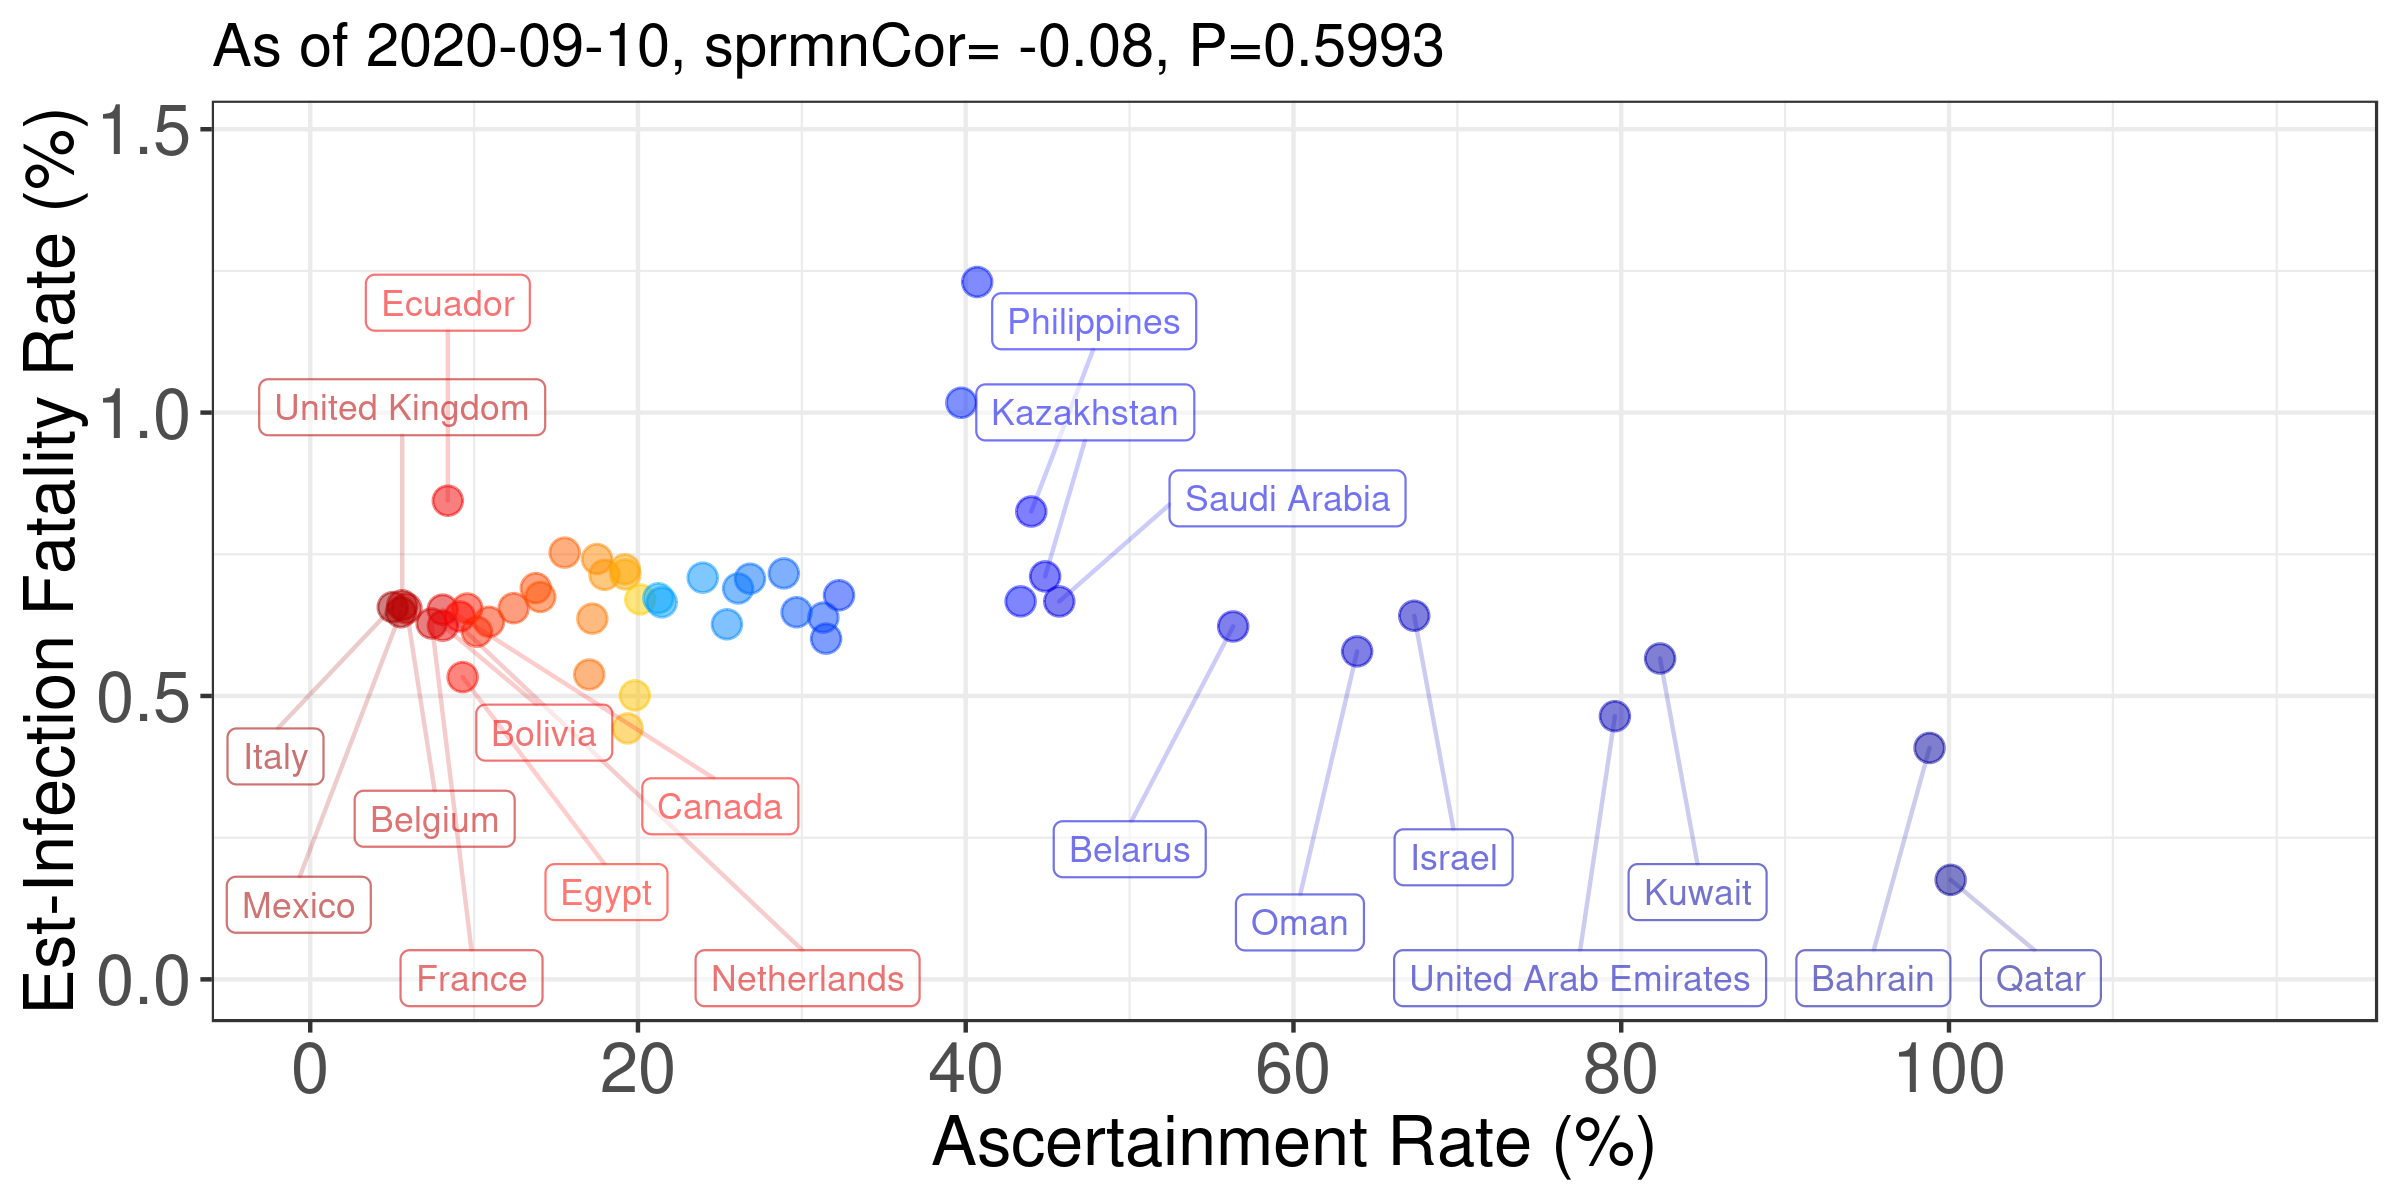 As of 2020-09-10, sprmnCor= -0.08, P=0.5993
Est-Infection Fatality Rate (%)
1.5
1.0
0.5
0.0
Ecuador
Philippines
United Kingdom
Kazakhstan
Saudi Arabia
Bolivia
Italy
Canada
Belgium
Belarus
Israel
Egypt
Kuwait
Mexico
Oman
France
Netherlands
United Arab Emirates
Bahrain
Qatar
0
20
40
60
80
100
Ascertainment Rate (%)